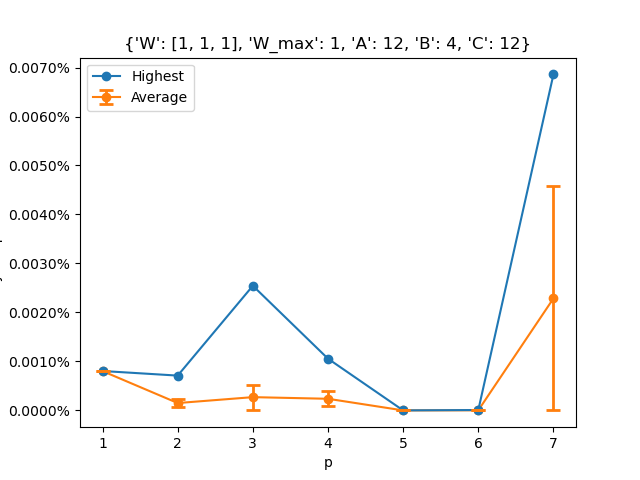 {'W': [1, 1, 1], 'W_max': 1, 'A': 12, 'B': 4, 'C': 12}
Highest
Average
0.0070%
0.0060%
0.0050%
0.0040%
0.0030%
0.0020%
0.0010%
0.0000%
1 2 3 4 5 6 7
p